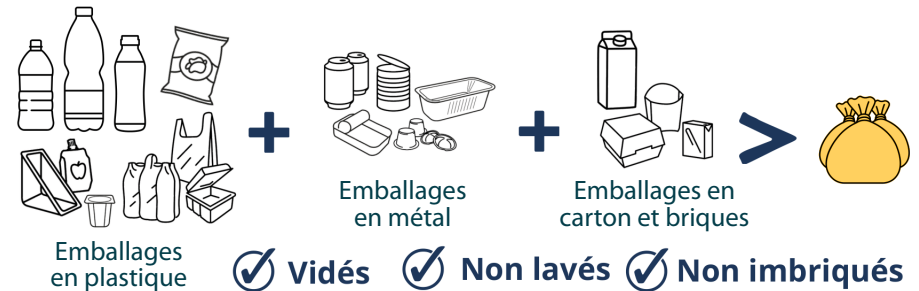 Emballages
en plastique
+
Emballages
en métal
+
Emballages en
carton et briques
>
Vidés
Non lavés
Non imbriqués